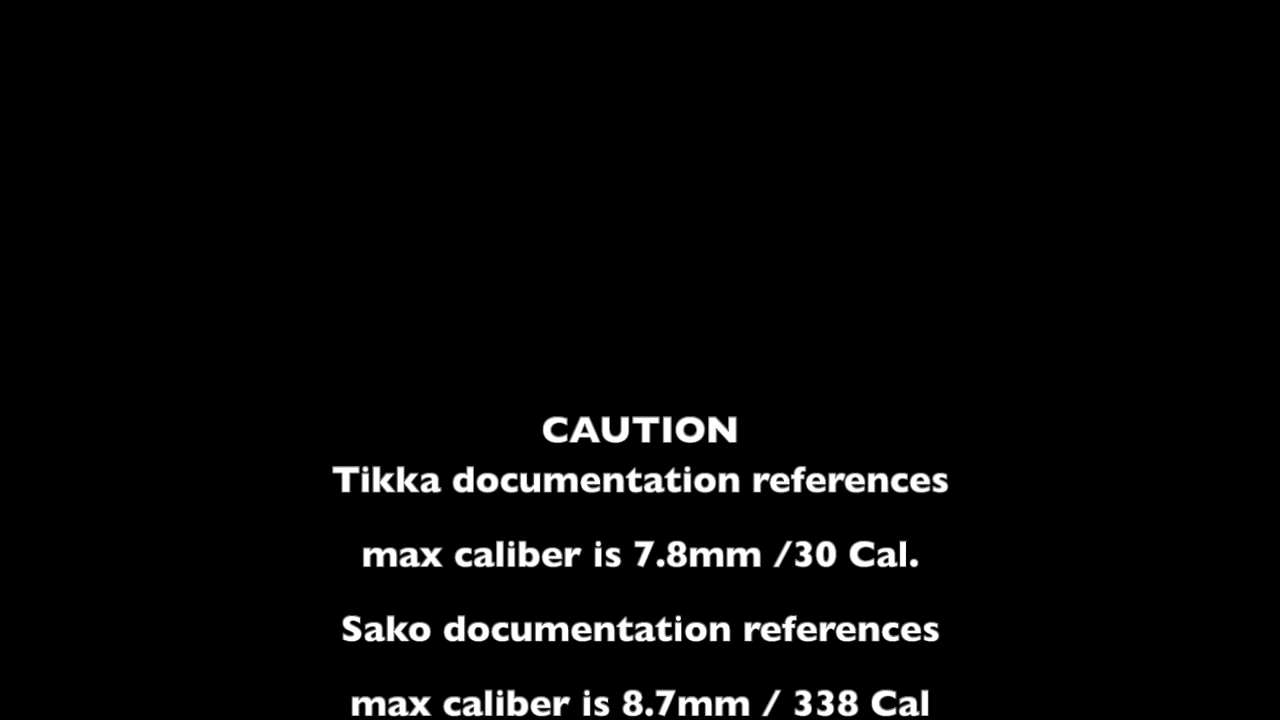 CAUTION
Tikka documentation references
max caliber is 7.8mm /30 Cal.
Sako documentation references
max caliber is 8.7mm / 338 Cal